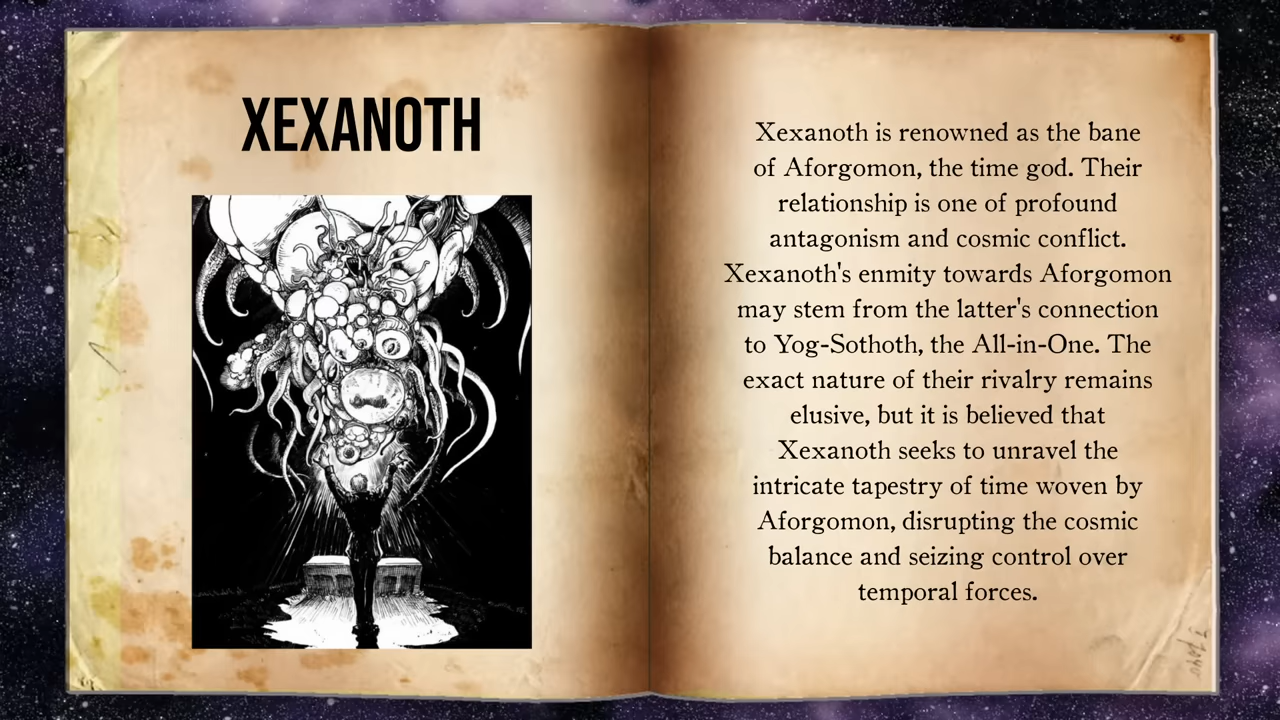 XEXANOTH
Xexanoth is renowned as the bane
of Aforgomon, the time god. Their
relationship is one of profound
antagonism and cosmic conflict.
Xexanoth's enmity towards Aforgomon
may stem from the latter's connection
to Yog-Sothoth, the All-in-One. The
exact nature of their rivalry remains
elusive, but it is believed that
Xexanoth seeks to unravel the
intricate tapestry of time woven by
Aforgomon, disrupting the cosmic
balance and seizing control over
temporal forces.